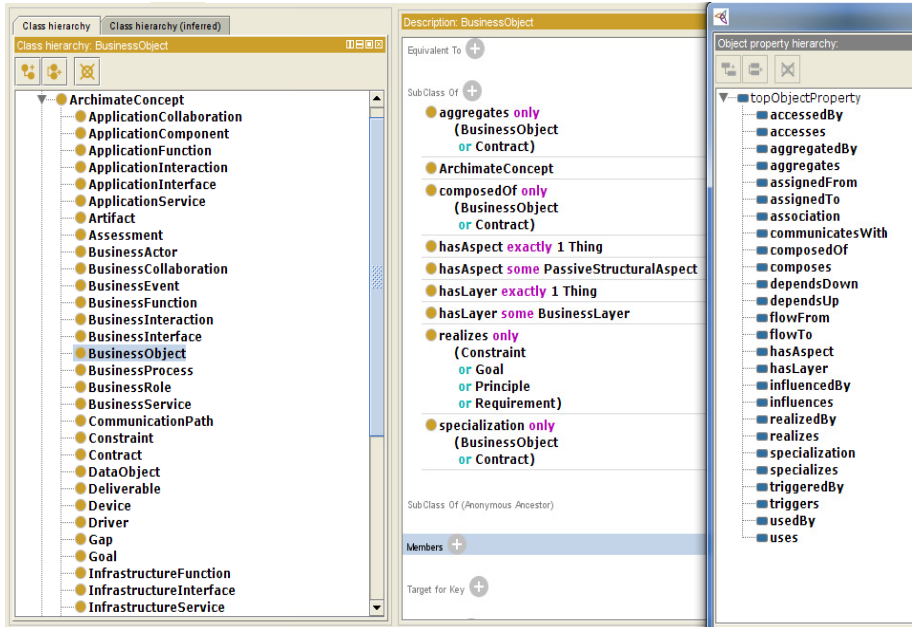 Class hierarchy
Class hierarchy (inferred)
Class hierarchy: BusinessObject
ArchimateConcept
ApplicationCollaboration
ApplicationComponent
ApplicationFunction
ApplicationInteraction
ApplicationInterface
ApplicationService
Artifact
Assessment
BusinessActor
BusinessCollaboration
BusinessEvent
BusinessFunction
BusinessInteraction
BusinessInterface
BusinessObject
BusinessProcess
BusinessRole
BusinessService
CommunicationPath
Constraint
Contract
DataObject
Deliverable
Device
Driver
Gap
Goal
InfrastructureFunction
InfrastructureInterface
InfrastructureService
Description: BusinessObject
Equivalent To
SubClass Of
aggregates only
(BusinessObject
or Contract)
ArchimateConcept
composedOf only
(BusinessObject
or Contract)
hasAspect exactly 1 Thing
hasAspect some PassiveStructuralAspect
hasLayer exactly 1 Thing
hasLayer some BusinessLayer
realizes only
(Constraint
or Goal
or Principle
or Requirement)
specialization only
(BusinessObject
or Contract)
SubClass Of (Anonymous Ancestor)
Members
Target for Key
Object property hierarchy:
topObjectProperty
accessedBy
accesses
aggregatedBy
aggregates
assignedFrom
assignedTo
association
communicatesWith
composedOf
composes
dependsDown
dependsUp
flowFrom
flowTo
hasAspect
hasLayer
influencedBy
influences
realizedBy
realizes
specialization
specializes
triggeredBy
triggers
usedBy
uses